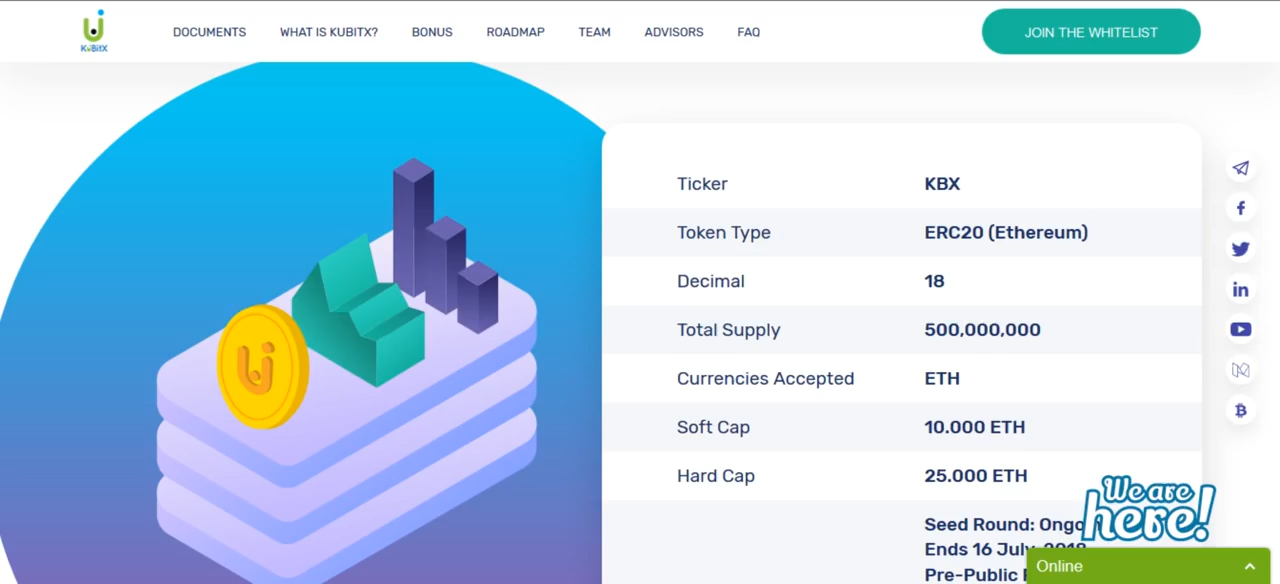 KuBitX
DOCUMENTS
WHAT IS KUBITX?
BONUS
ROADMAP
TEAM
ADVISORS
FAQ
JOIN THE WHITELIST
Ticker KBX
Token Type ERC20 (Ethereum)
Decimal 18
Total Supply 500,000,000
Currencies Accepted ETH
Soft Cap 10.000 ETH
Hard Cap 25.000 ETH
Seed Round:
Ends 16 July, 2018
Pre-Public
We are
here!
Online